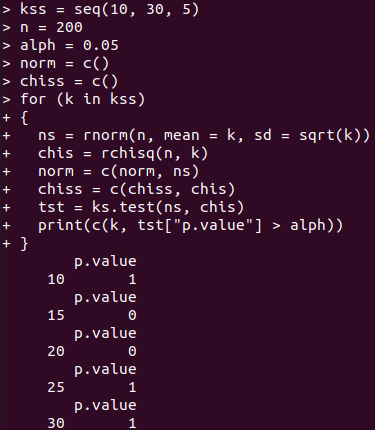 > kss = seq(10, 30, 5)
> n = 200
> alph = 0.05
> norm = c()
> chiss = c()
> for (k in kss)
+ {
+   ns = rnorm(n, mean = k, sd = sqrt(k))
+   chis = rchisq(n, k)
+   norm = c(norm, ns)
+   chiss = c(chiss, chis)
+   tst = ks.test(ns, chis)
+   print(c(k, tst["p.value"] > alph))
+ }
        p.value
     10       1
        p.value
     15       0
        p.value
     20       0
        p.value
     25       1
        p.value
     30       1